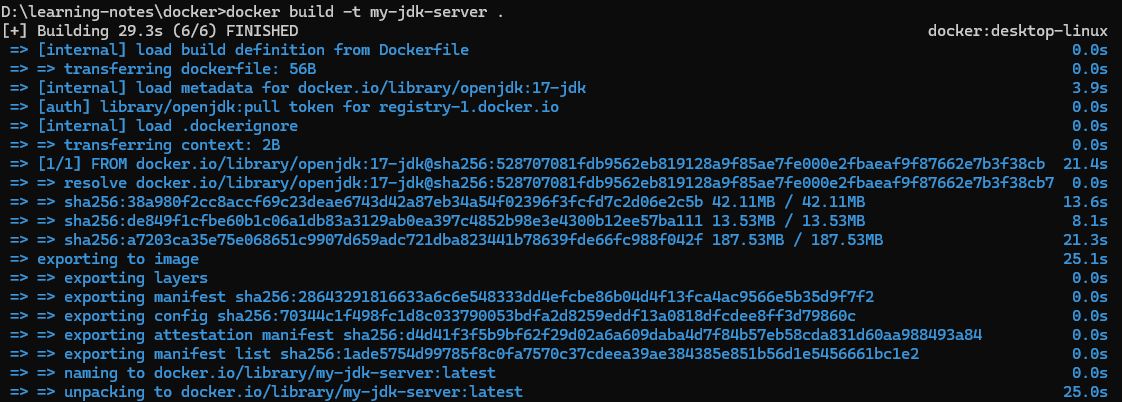 D:\learning-notes\docker>docker build -t my-jdk-server .
[+] Building 29.3s (6/6) FINISHED docker:desktop-linux
=> [internal] load build definition from Dockerfile 0.0s
=> => transferring dockerfile: 56B 0.0s
=> [internal] load metadata for docker.io/library/openjdk:17-jdk 3.9s
=> [auth] library/openjdk:pull token for registry-1.docker.io 0.0s
=> [internal] load .dockerignore 0.0s
=> => transferring context: 2B 0.0s
=> [1/1] FROM docker.io/library/openjdk:17-jdk@sha256:528707081fdb9562eb819128a9f85ae7fe000e2fbaeaf9f87662e7b3f38cb 21.4s
=> => resolve docker.io/library/openjdk:17-jdk@sha256:528707081fdb9562eb819128a9f85ae7fe000e2fbaeaf9f87662e7b3f38cb7 0.0s
=> => sha256:38a980f2cc8accf69c23deae6743d42a87eb34a54f02396f3fcfd7c2d06e2c5b 42.11MB / 42.11MB 13.6s
=> => sha256:de849f1cfbe60b1c06a1db83a3129ab0ea397c4852b98e3e4300b12ee57ba111 13.53MB / 13.53MB 8.1s
=> => sha256:a7203ca35e75e068651c9907d659adc721dba823441b78639fde66fc988f042f 187.53MB / 187.53MB 21.3s
=> exporting to image 25.1s
=> => exporting layers 0.0s
=> => exporting manifest sha256:28643291816633a6c6e548333dd4efcbe86b04d4f13fca4ac9566e5b35d9f7f2 0.0s
=> => exporting config sha256:70344c1f498fc1d8c033790053bdfa2d8259eddf13a0818dfcdee8ff3d79860c 0.0s
=> => exporting attestation manifest sha256:d4d41f3f5b9bf62f29d02a6a609daba4d7f84b57eb58cda831d60aa988493a84 0.0s
=> => exporting manifest list sha256:1ade5754d99785f8c0fa7570c37cdeea39ae384385e851b56d1e5456661bc1e2 0.0s
=> => naming to docker.io/library/my-jdk-server:latest 0.0s
=> => unpacking to docker.io/library/my-jdk-server:latest 25.0s